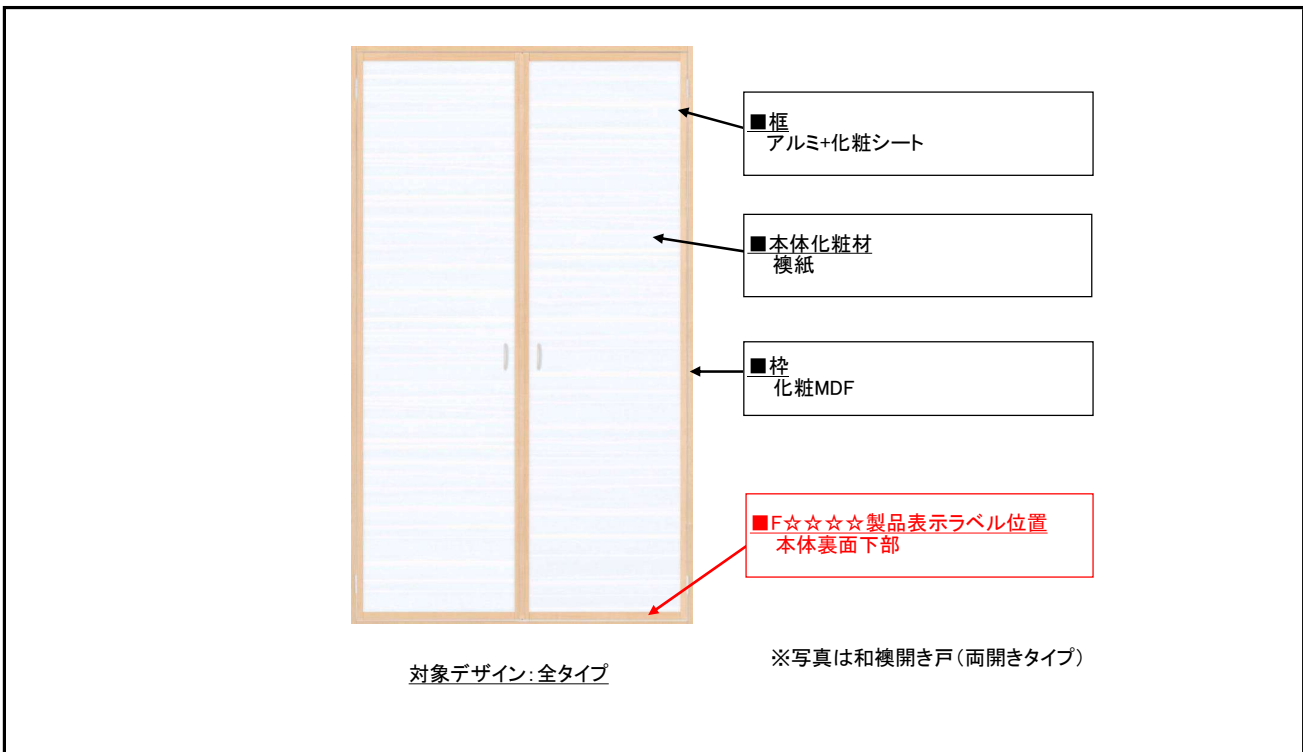 ■框
アルミ+化粧シート
■本体化粧材
襖紙
■枠
化粧MDF
■F☆☆☆☆製品表示ラベル位置
本体裏面下部
※写真は和襖開き戸(両開きタイプ)
対象デザイン:全タイプ